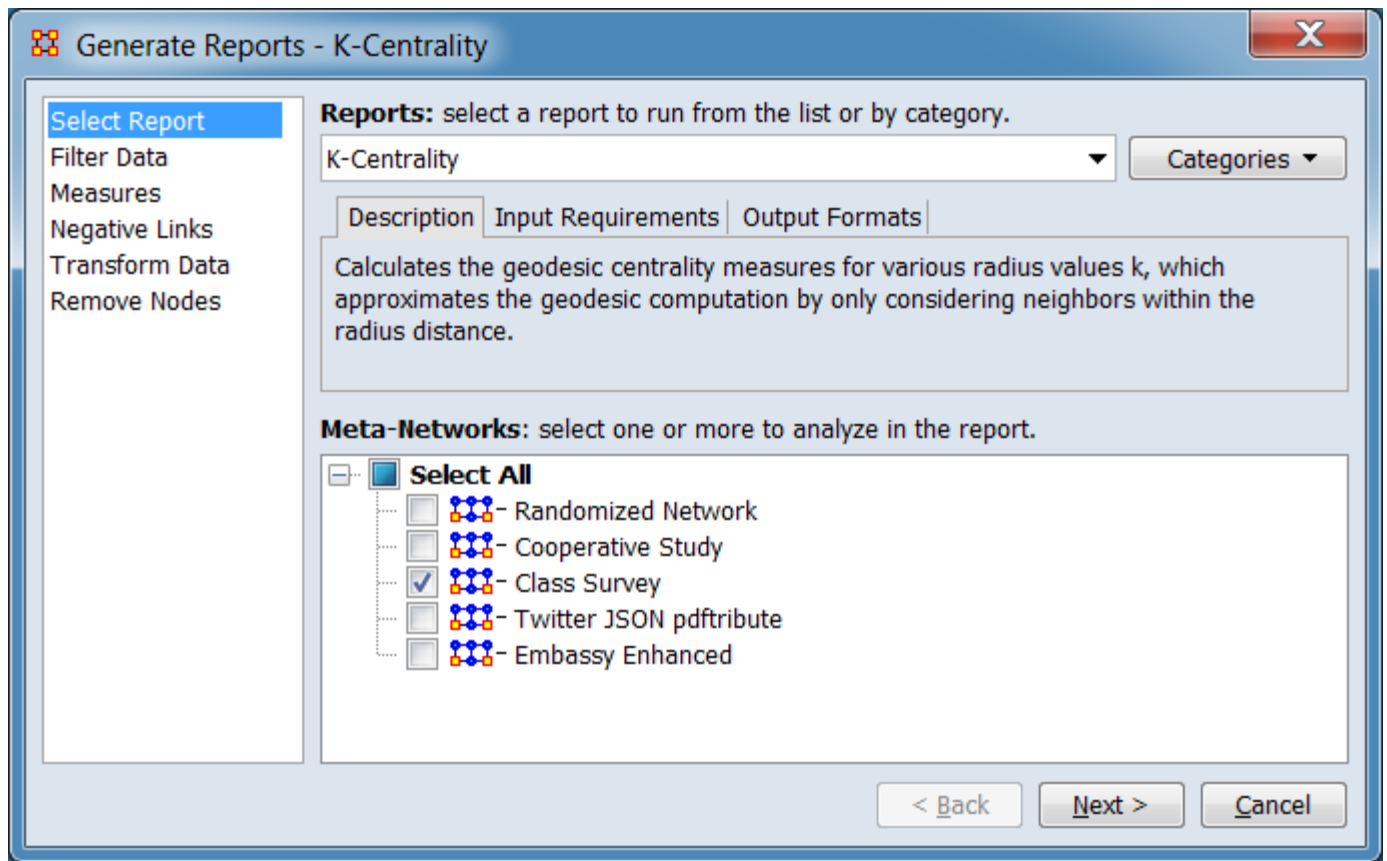 Generate Reports - K-Centrality
Select Report
Filter Data
Measures
Negative Links
Transform Data
Remove Nodes
Reports: select a report to run from the list or by category.
K-Centrality
Categories
Description Input Requirements Output Formats
Calculates the geodesic centrality measures for various radius values k, which
approximates the geodesic computation by only considering neighbors within the
radius distance.
Meta-Networks: select one or more to analyze in the report.
Select All
Randomized Network
Cooperative Study
Class Survey
Twitter JSON pdftribute
Embassy Enhanced
< Back Next > Cancel